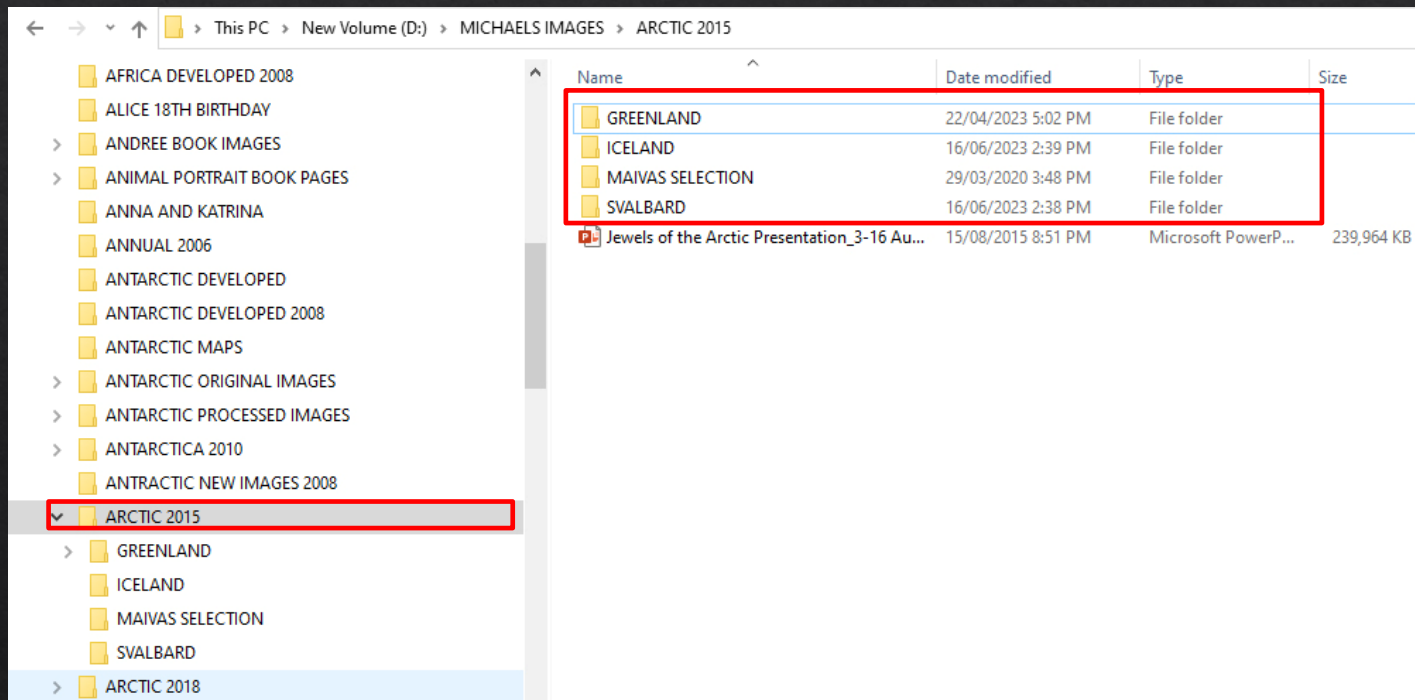 This PC > New Volume (D:) > MICHAELS IMAGES > ARCTIC 2015
AFRICA DEVELOPED 2008
ALICE 18TH BIRTHDAY
ANDREE BOOK IMAGES
ANIMAL PORTRAIT BOOK PAGES
ANNA AND KATRINA
ANNUAL 2006
ANTARCTIC DEVELOPED
ANTARCTIC DEVELOPED 2008
ANTARCTIC MAPS
ANTARCTIC ORIGINAL IMAGES
ANTARCTIC PROCESSED IMAGES
ANTARCTICA 2010
ANTRACTIC NEW IMAGES 2008
ARCTIC 2015
GREENLAND
ICELAND
MAIVAS SELECTION
SVALBARD
ARCTIC 2018
Name Date modified Type Size
GREENLAND 22/04/2023 5:02 PM File folder
ICELAND 16/06/2023 2:39 PM File folder
MAIVAS SELECTION 29/03/2020 3:48 PM File folder
SVALBARD 16/06/2023 2:38 PM File folder
Jewels of the Arctic Presentation_3-16 Au... 15/08/2015 8:51 PM Microsoft PowerP... 239,964 KB